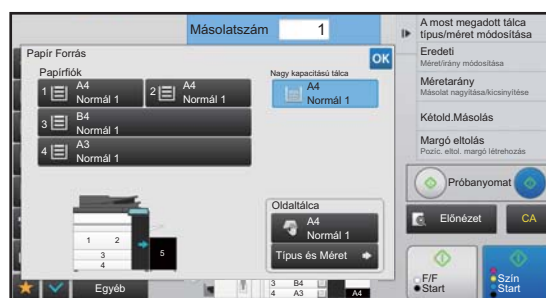 Másolatszám 1
Papír Forrás
OK
Papírfiók
1 A4
Normál 1
2 A4
Normál 1
3 B4
Normál 1
4 A3
Normál 1
Nagy kapacitású tálca
A4
Normál 1
1 2
3
4
5
Oldaltálca
A4
Normál 1
Típus és Méret
Egyéb
3 B4
4 A3
A4
A most megadott tálca
típus/méret módosítása
Eredeti
Méret/irány módosítása
Méretarány
Másolat nagyítása/kicsinyítése
Kétold.Másolás
Margó eltolás
Pozíc. eltol. margó létrehozás
Próbanyomat
Előnézet
CA
F/F
Start
Szín
Start